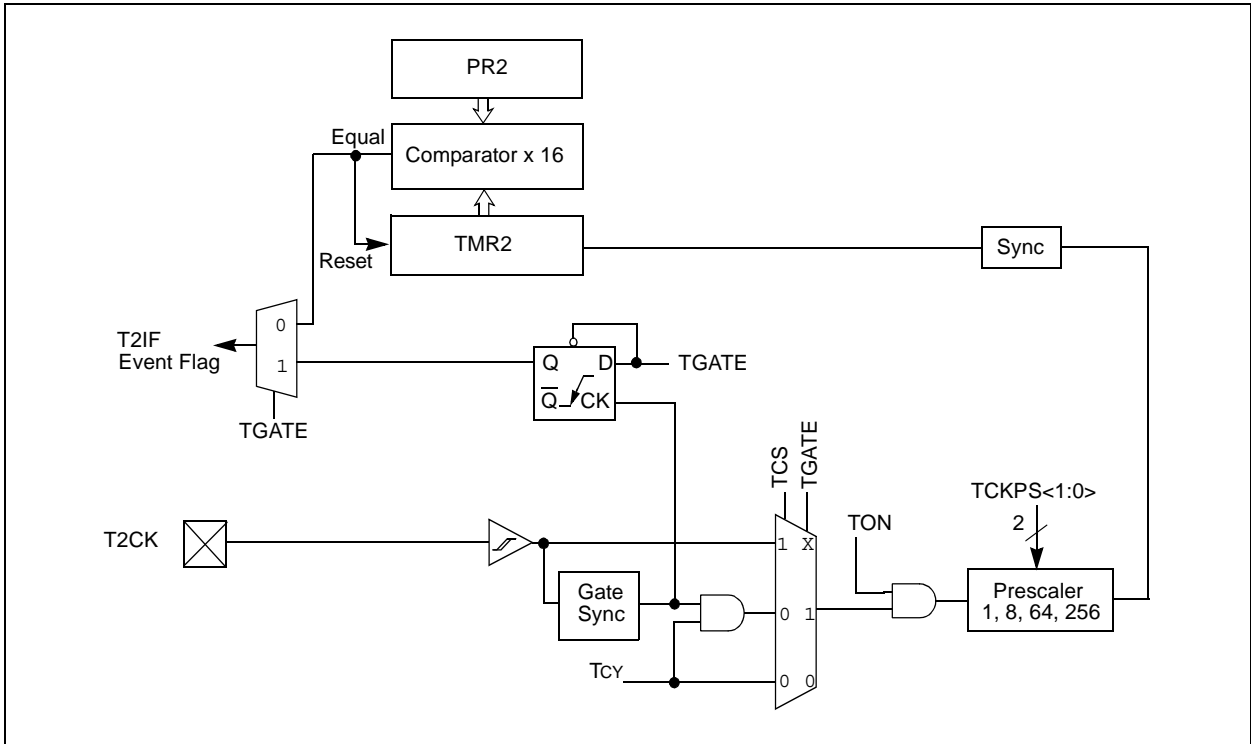 PR2
Equal
Comparator x 16
TMR2
Reset
Sync
T2IF
Event Flag
0
1
TGATE
Q
D
TGATE
Q̅
CK
TCS
TGATE
TCKPS<1:0>
2
TON
T2CK
1 X
Gate
Sync
0 1
Prescaler
1, 8, 64, 256
TCY
0 0